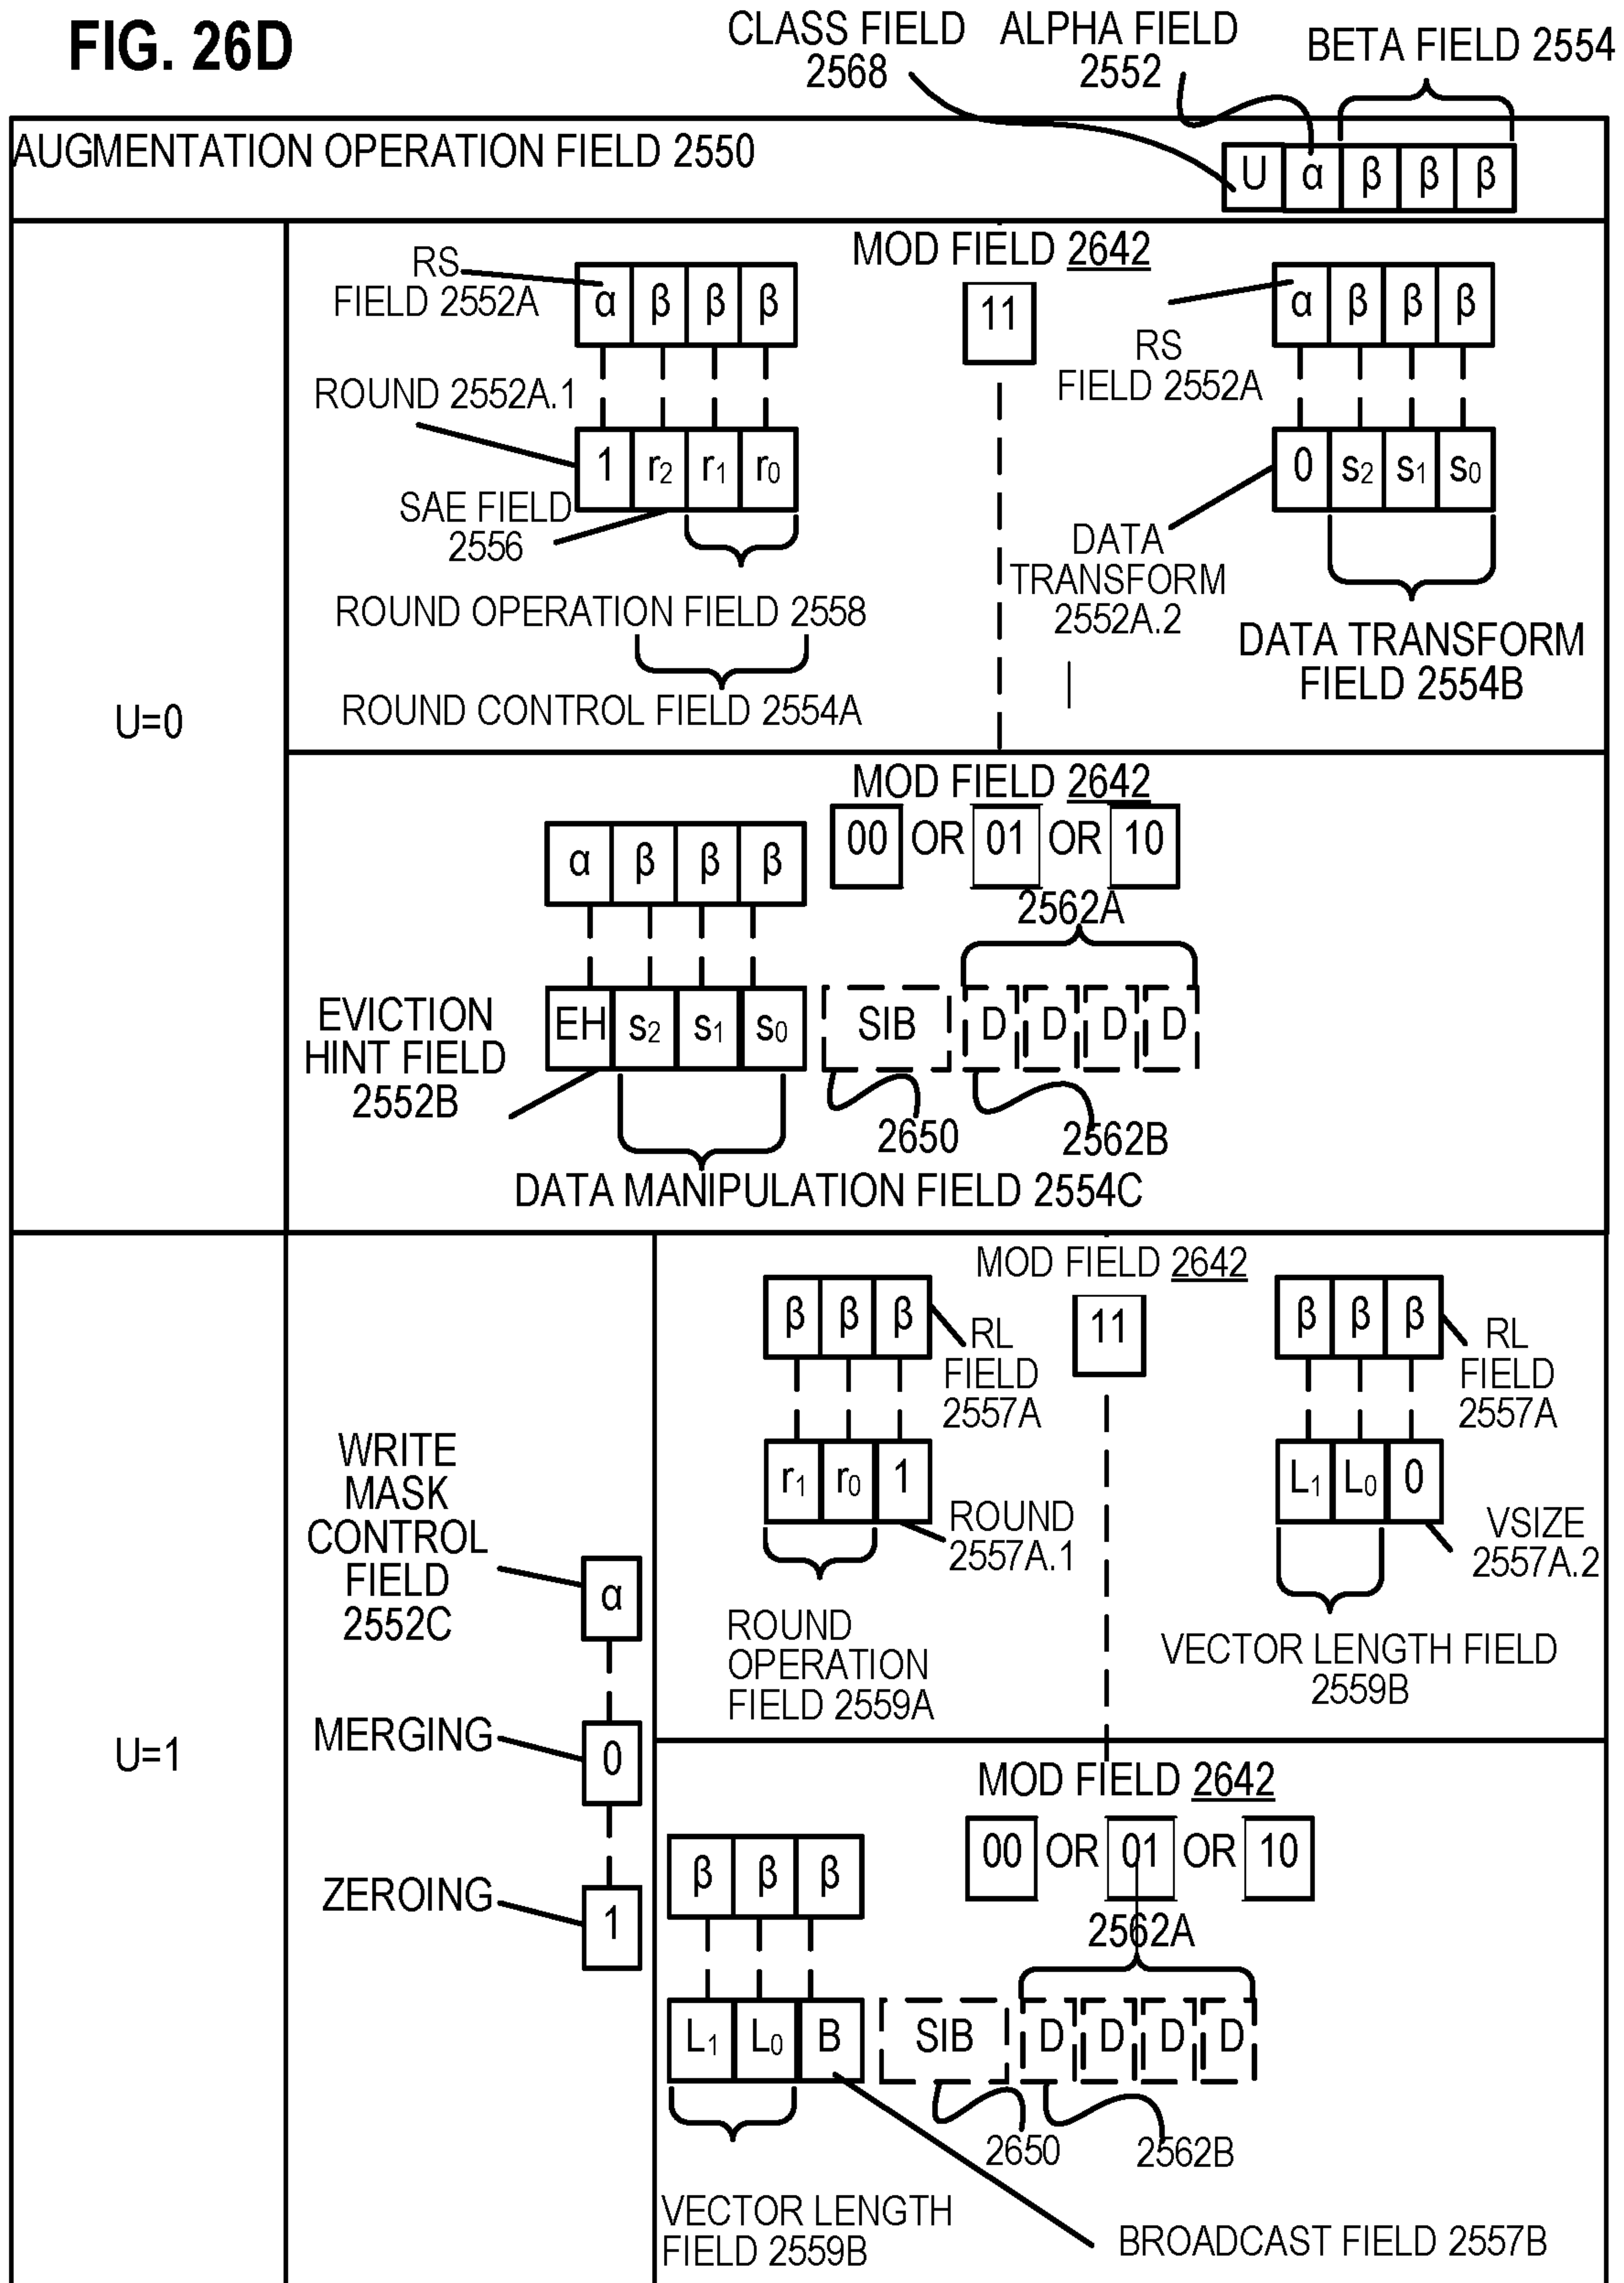 FIG. 26D
CLASS FIELD
2568
ALPHA FIELD
2552
BETA FIELD 2554
AUGMENTATION OPERATION FIELD 2550
U α β β β
U=0
MOD FIELD 2642
11
RS
FIELD 2552A
α β β β
ROUND 2552A.1
1 r2 r1 r0
SAE FIELD
2556
ROUND OPERATION FIELD 2558
ROUND CONTROL FIELD 2554A
α β β β
RS
FIELD 2552A
0 s2 s1 s0
DATA
TRANSFORM
2552A.2
DATA TRANSFORM
FIELD 2554B
MOD FIELD 2642
00 OR 01 OR 10
α β β β
2562A
EVICTION
HINT FIELD
2552B
EH s2 s1 s0 SIB D D D D
2650
2562B
DATA MANIPULATION FIELD 2554C
U=1
WRITE
MASK
CONTROL
FIELD
2552C
α
MERGING
0
ZEROING
1
MOD FIELD 2642
11
β β β
RL
FIELD
2557A
r1 r0 1
ROUND
2557A.1
ROUND
OPERATION
FIELD 2559A
β β β
RL
FIELD
2557A
L1 L0 0
VSIZE
2557A.2
VECTOR LENGTH FIELD
2559B
MOD FIELD 2642
00 OR 01 OR 10
β β β
2562A
L1 L0 B SIB D D D D
2650
2562B
VECTOR LENGTH
FIELD 2559B
BROADCAST FIELD 2557B